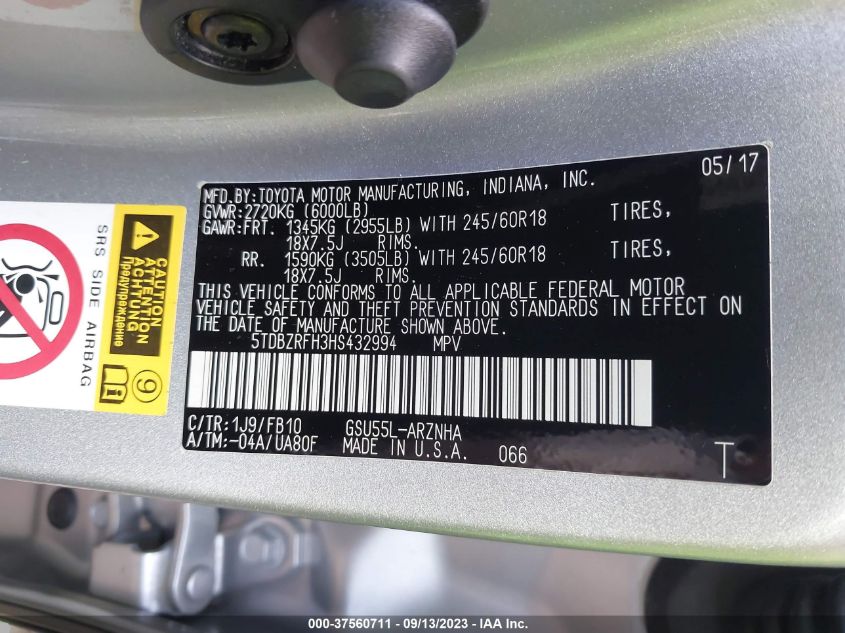 MFD.BY:TOYOTA MOTOR MANUFACTURING, INDIANA, INC. 05/17
GVWR:2720KG (6000LB)
GAWR:FRT. 1345KG (2955LB) WITH 245/60R18 TIRES,
18X7.5J RIMS.
RR. 1590KG (3505LB) WITH 245/60R18 TIRES,
18X7.5J RIMS.
THIS VEHICLE CONFORMS TO ALL APPLICABLE FEDERAL MOTOR
VEHICLE SAFETY AND THEFT PREVENTION STANDARDS IN EFFECT ON
THE DATE OF MANUFACTURE SHOWN ABOVE.
5TDBZRFH3HS432994 MPV
C/TR:1J9/FB10 GSU55L-ARZNHA
A/TM:-04A/UA80F MADE IN U.S.A. 066
T
SRS SIDE AIRBAG
CAUTION
ATTENTION
ACHTUNG
Предупреждение
9
000-37560711 - 09/13/2023 - IAA Inc.